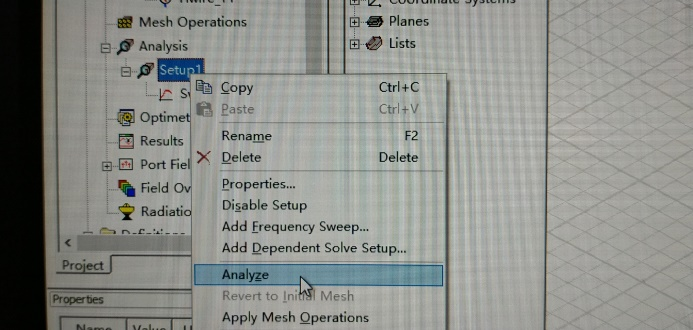 Coordinate Systems
Mesh Operations
Planes
Analysis
Lists
Setup1
Copy Ctrl+C
Paste Ctrl+V
Optimet
Rename F2
Results
Delete Delete
Port Fiel
Properties...
Field Ov
Disable Setup
Radiatio
Add Frequency Sweep...
Add Dependent Solve Setup...
Project
Analyze
Properties
Revert to Initial Mesh
Apply Mesh Operations
Name Value U